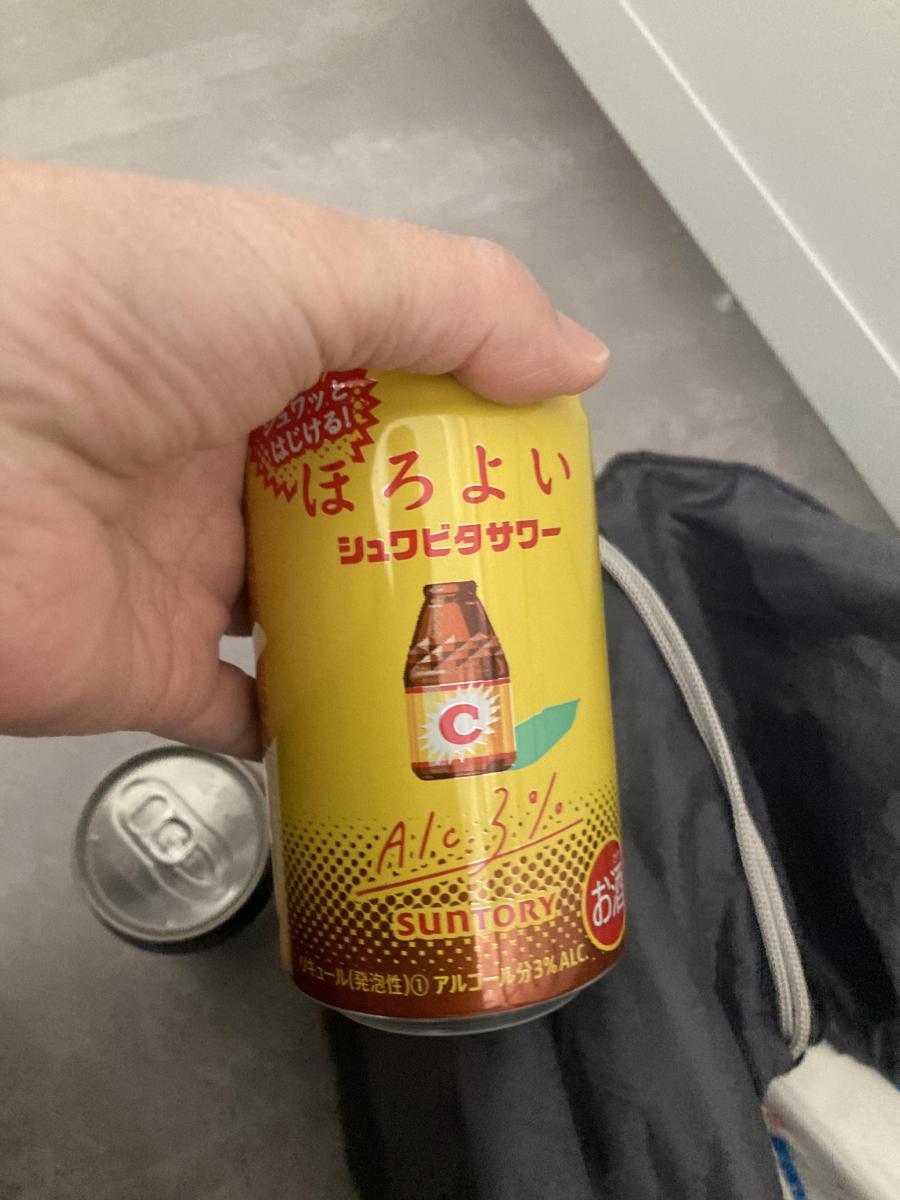 シュワッと
はじける!
ほろよい
シュワビタサワー
C
Alc.3%
SUNTORY
お酒
リキュール(発泡性)① アルコール分3%ALC.